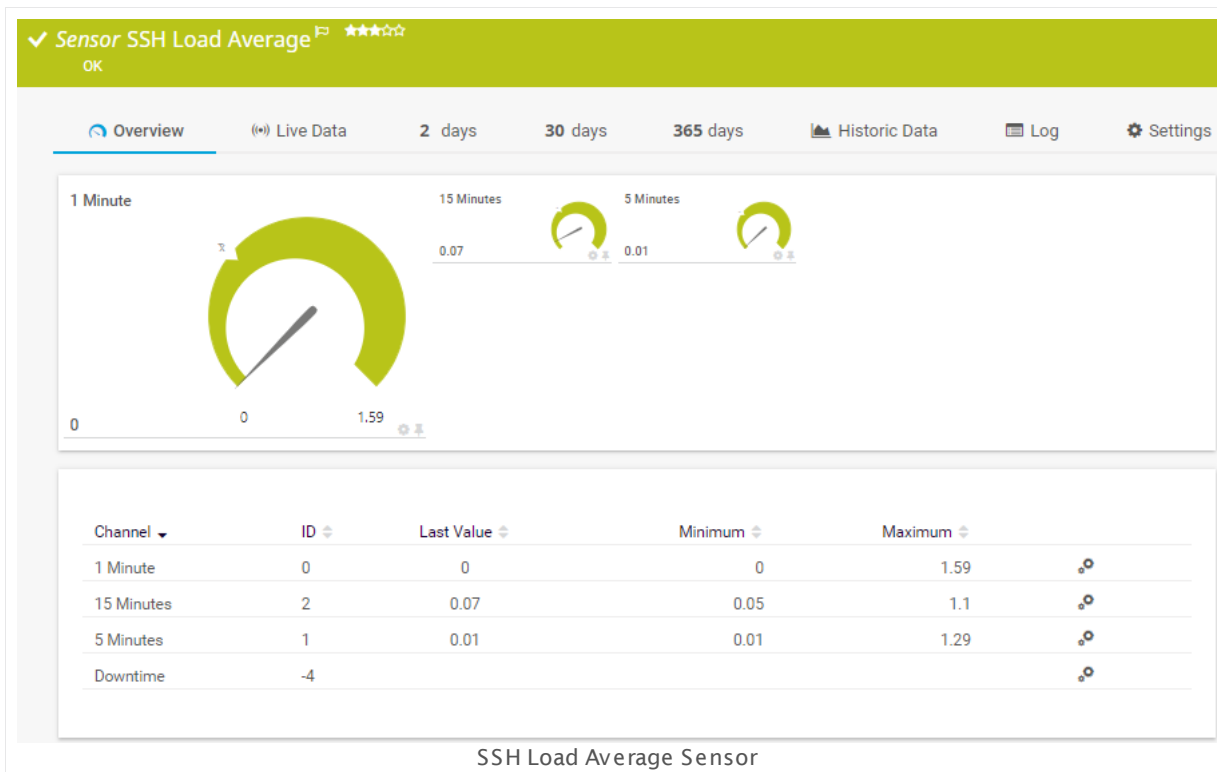 Sensor SSH Load Average
OK
Overview Live Data 2 days 30 days 365 days Historic Data Log Settings
1 Minute
0
0 1.59
15 Minutes
0.07
5 Minutes
0.01
Channel ID Last Value Minimum Maximum
1 Minute 0 0 0 1.59
15 Minutes 2 0.07 0.05 1.1
5 Minutes 1 0.01 0.01 1.29
Downtime -4
SSH Load Average Sensor